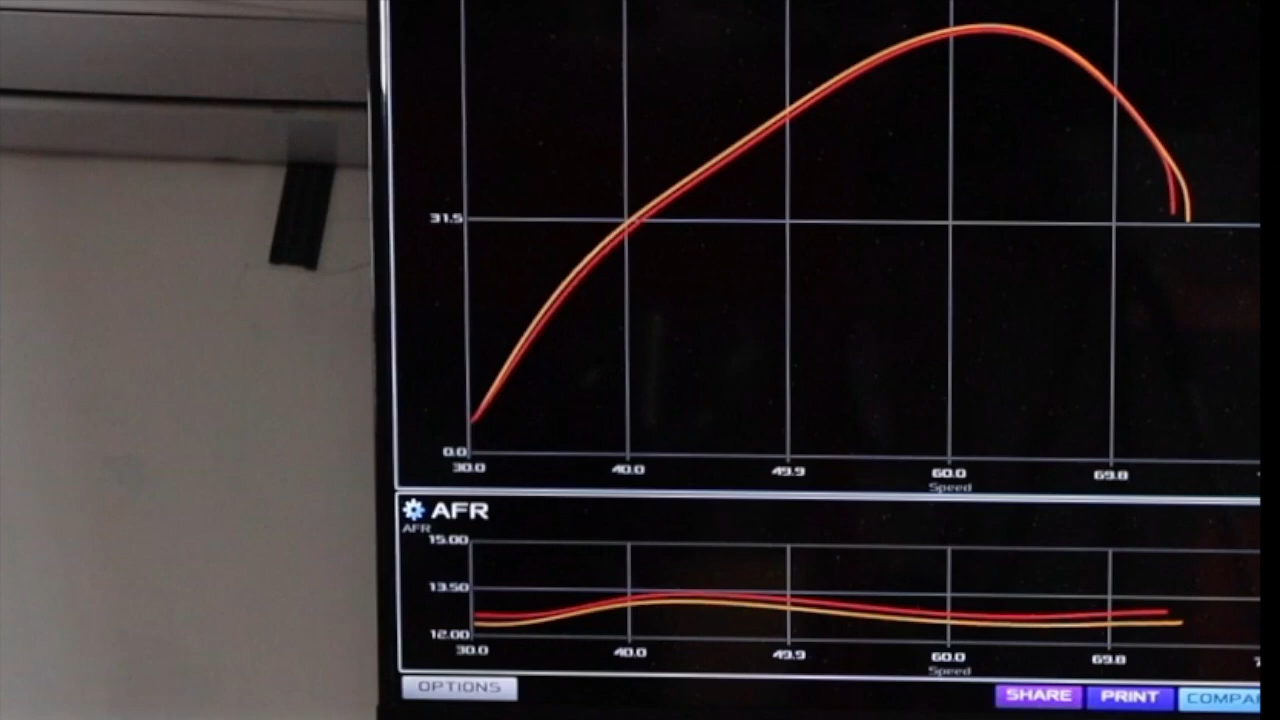 31.5
0.0
30.0 40.0 49.9 60.0 69.8
Speed
AFR
AFR
15.00
13.50
12.00
30.0 40.0 49.9 60.0 69.8
Speed
OPTIONS
SHARE PRINT